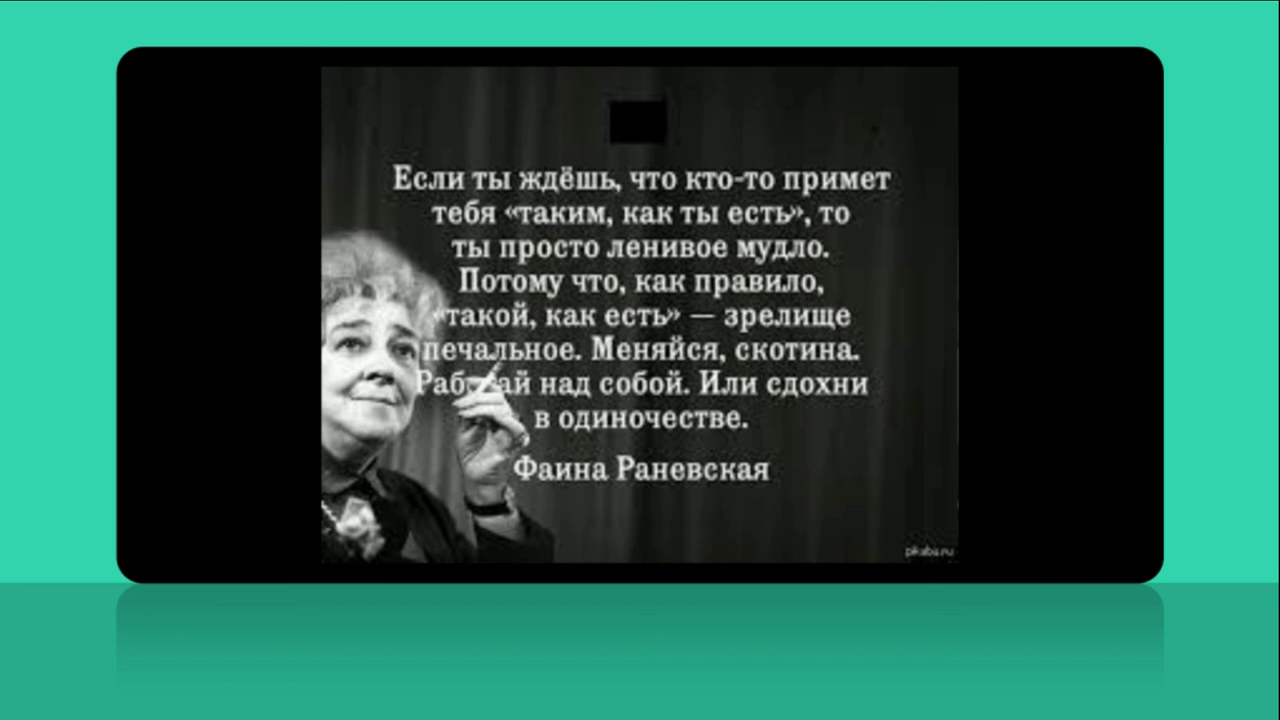 Если ты ждёшь, что кто-то примет
тебя «таким, как ты есть», то
ты просто ленивое мудло.
Потому что, как правило,
«такой, как есть» — зрелище
печальное. Меняйся, скотина.
Работай над собой. Или сдохни
в одиночестве.
Фаина Раневская
pikabu.ru